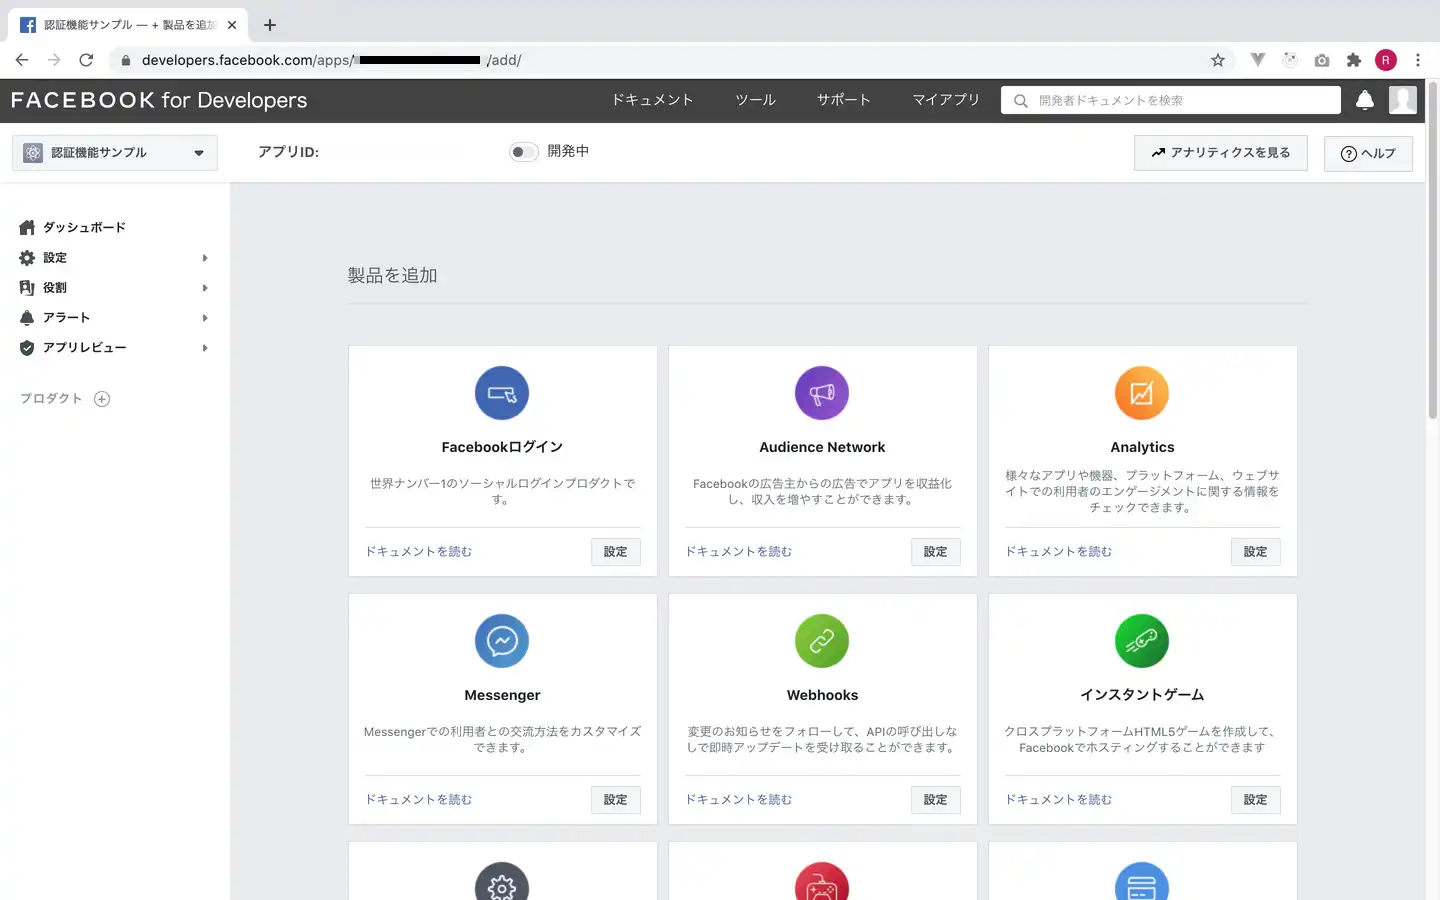 認証機能サンプル — + 製品を追加
developers.facebook.com/apps/ /add/
R
FACEBOOK for Developers
ドキュメント
ツール
サポート
マイアプリ
開発者ドキュメントを検索
認証機能サンプル
アプリID:
開発中
アナリティクスを見る
ヘルプ
ダッシュボード
設定
役割
アラート
アプリレビュー
プロダクト
製品を追加
Facebookログイン
世界ナンバー1のソーシャルログインプロダクトで
す。
ドキュメントを読む
設定
Audience Network
Facebookの広告主からの広告でアプリを収益化
し、収入を増やすことができます。
ドキュメントを読む
設定
Analytics
様々なアプリや機器、プラットフォーム、ウェブサ
イトでの利用者のエンゲージメントに関する情報を
チェックできます。
ドキュメントを読む
設定
Messenger
Messengerでの利用者との交流方法をカスタマイズ
できます。
ドキュメントを読む
設定
Webhooks
変更のお知らせをフォローして、APIの呼び出しな
しで即時アップデートを受け取ることができます。
ドキュメントを読む
設定
インスタントゲーム
クロスプラットフォームHTML5ゲームを作成して、
Facebookでホスティングすることができます
ドキュメントを読む
設定